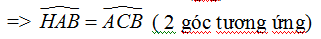 => \widehat{HAB} = \widehat{ACB} ( 2 góc tương ứng)